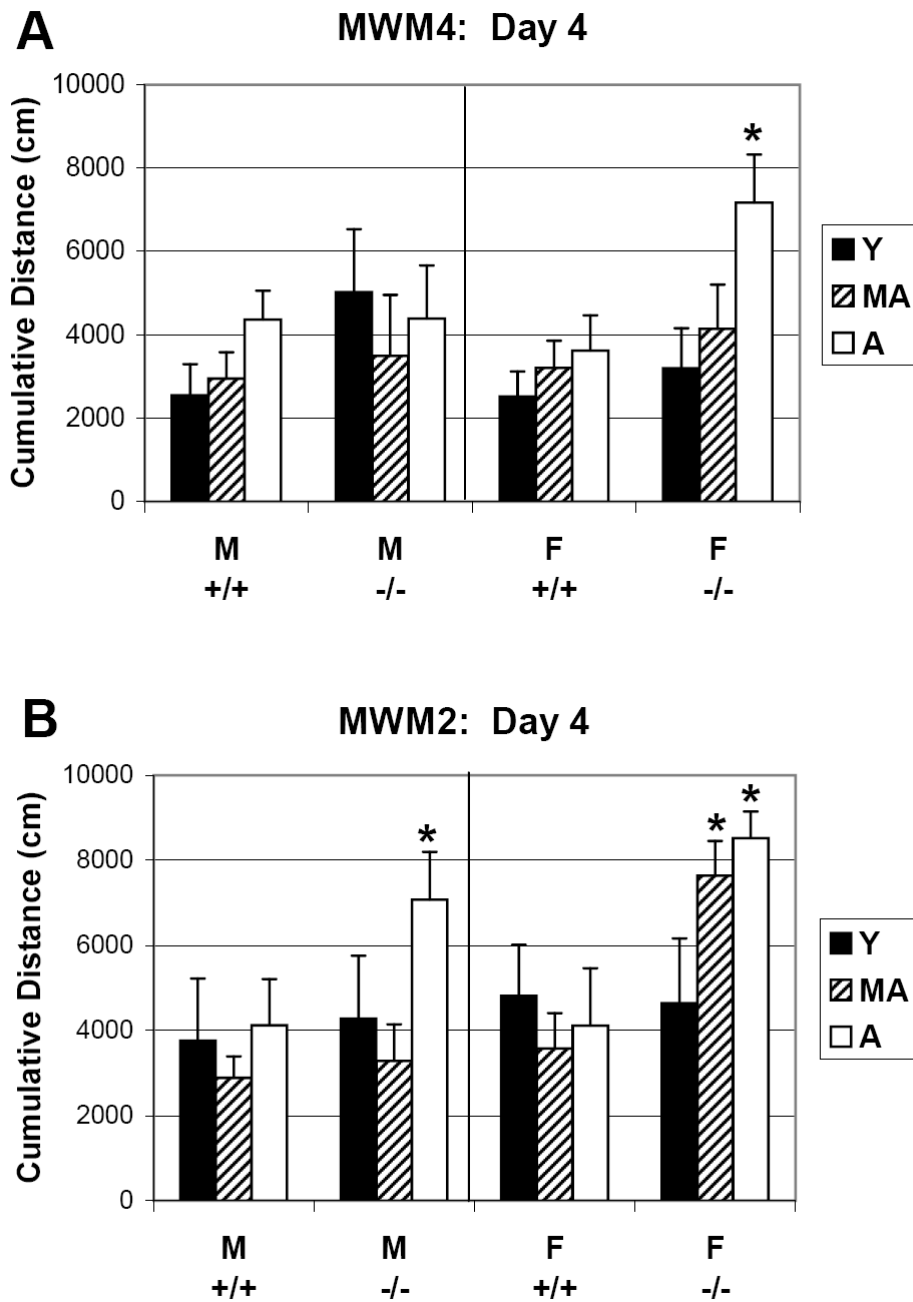 A
MWM4: Day 4
Cumulative Distance (cm)
10000
8000
6000
4000
2000
0
*
M M F F
+/+ -/- +/+ -/-
Y
MA
A
B
MWM2: Day 4
Cumulative Distance (cm)
10000
8000
6000
4000
2000
0
* * *
M M F F
+/+ -/- +/+ -/-
Y
MA
A